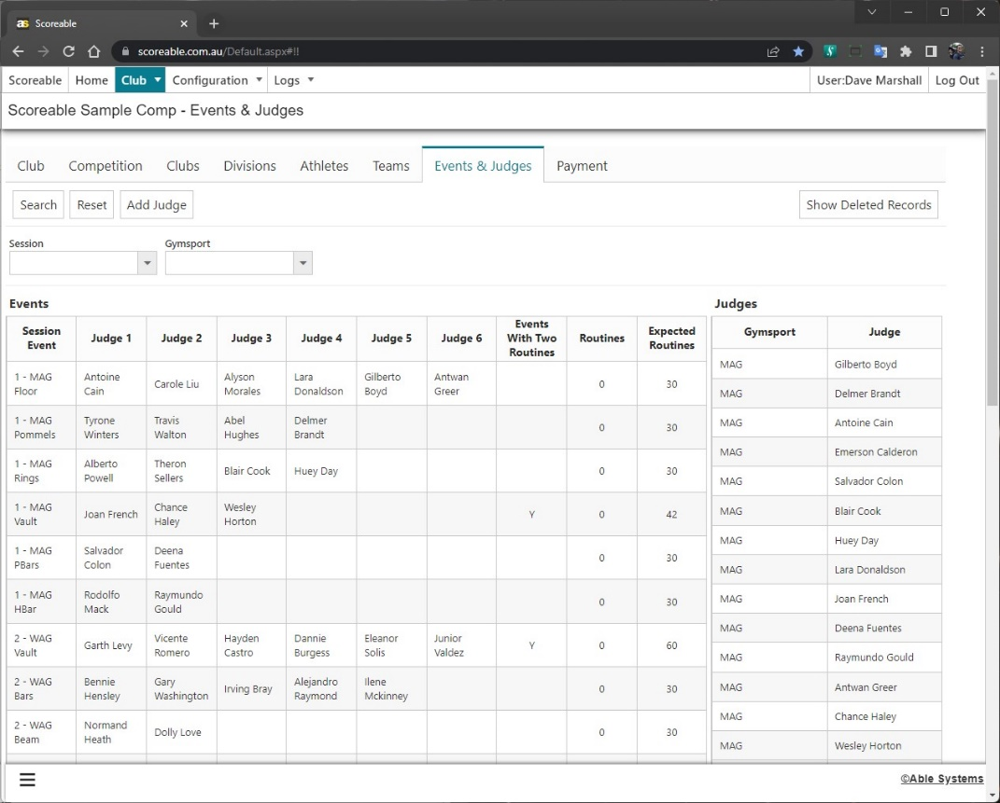 as Scoreable
scoreable.com.au/Default.aspx#!!
Scoreable Home Club Configuration Logs User:Dave Marshall Log Out
Scoreable Sample Comp - Events & Judges
Club Competition Clubs Divisions Athletes Teams Events & Judges Payment
Search Reset Add Judge Show Deleted Records
Session Gymsport
Events
Session Event Judge 1 Judge 2 Judge 3 Judge 4 Judge 5 Judge 6 Events With Two Routines Routines Expected Routines
1 - MAG Floor Antoine Cain Carole Liu Alyson Morales Lara Donaldson Gilberto Boyd Antwan Greer 0 30
1 - MAG Pommels Tyrone Winters Travis Walton Abel Hughes Delmer Brandt 0 30
1 - MAG Rings Alberto Powell Theron Sellers Blair Cook Huey Day 0 30
1 - MAG Vault Joan French Chance Haley Wesley Horton Y 0 42
1 - MAG PBars Salvador Colon Deena Fuentes 0 30
1 - MAG HBar Rodolfo Mack Raymundo Gould 0 30
2 - WAG Vault Garth Levy Vicente Romero Hayden Castro Dannie Burgess Eleanor Solis Junior Valdez Y 0 60
2 - WAG Bars Bennie Hensley Gary Washington Irving Bray Alejandro Raymond Ilene Mckinney 0 30
2 - WAG Beam Normand Heath Dolly Love 0 30
Judges
Gymsport Judge
MAG Gilberto Boyd
MAG Delmer Brandt
MAG Antoine Cain
MAG Emerson Calderon
MAG Salvador Colon
MAG Blair Cook
MAG Huey Day
MAG Lara Donaldson
MAG Joan French
MAG Deena Fuentes
MAG Raymundo Gould
MAG Antwan Greer
MAG Chance Haley
MAG Wesley Horton
©Able Systems